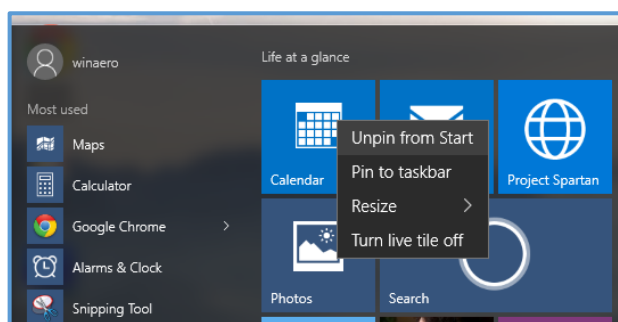 winaero
Most used
Maps
Calculator
Google Chrome
Alarms & Clock
Snipping Tool
Life at a glance
Calendar
Project Spartan
Photos
Search
Unpin from Start
Pin to taskbar
Resize
Turn live tile off